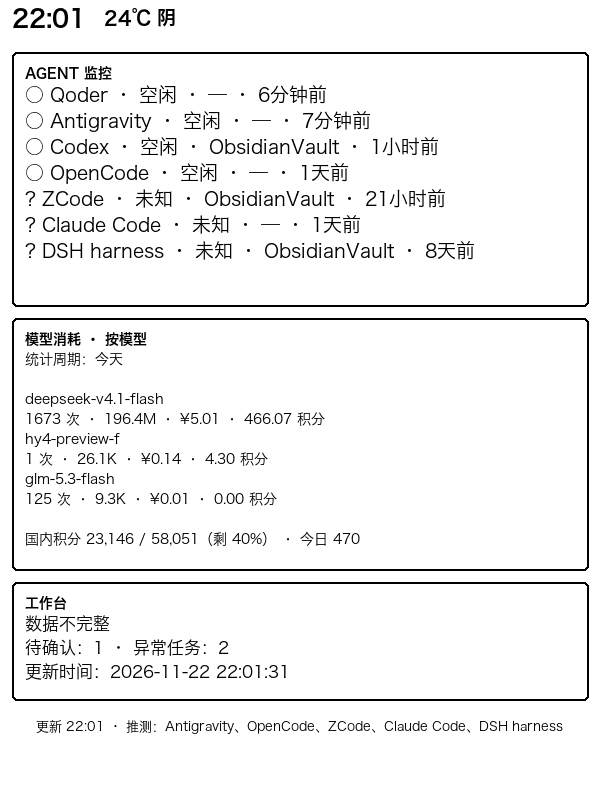 22:01 24℃ 阴
AGENT 监控
○ Qoder · 空闲 · — · 6分钟前
○ Antigravity · 空闲 · — · 7分钟前
○ Codex · 空闲 · ObsidianVault · 1小时前
○ OpenCode · 空闲 · — · 1天前
? ZCode · 未知 · ObsidianVault · 21小时前
? Claude Code · 未知 · — · 1天前
? DSH harness · 未知 · ObsidianVault · 8天前
模型消耗 · 按模型
统计周期：今天
deepseek-v4.1-flash
1673 次 · 196.4M · ¥5.01 · 466.07 积分
hy4-preview-f
1 次 · 26.1K · ¥0.14 · 4.30 积分
glm-5.3-flash
125 次 · 9.3K · ¥0.01 · 0.00 积分
国内积分 23,146 / 58,051（剩 40%） · 今日 470
工作台
数据不完整
待确认：1 · 异常任务：2
更新时间：2026-11-22 22:01:31
更新 22:01 · 推测：Antigravity、OpenCode、ZCode、Claude Code、DSH harness